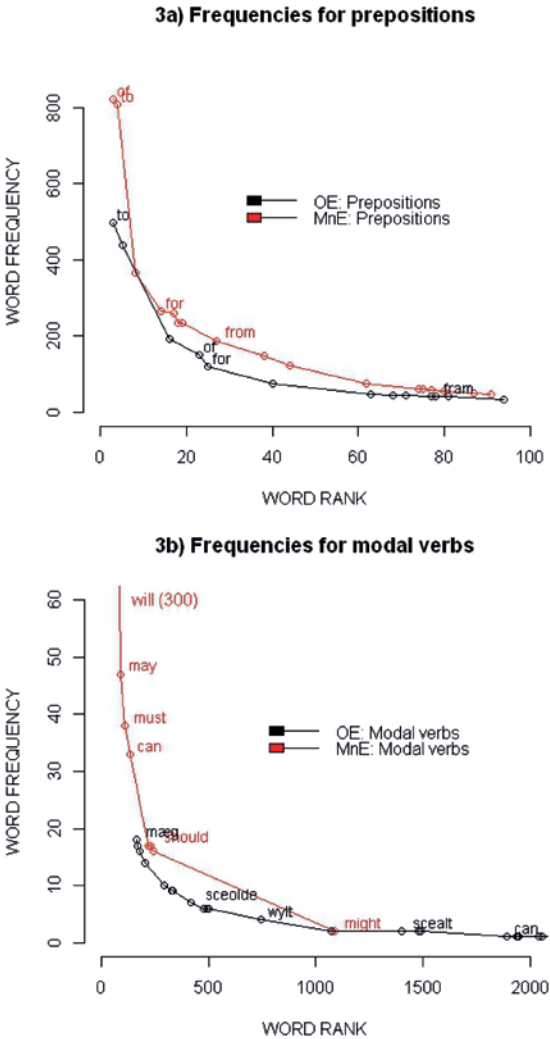 3a) Frequencies for prepositions
WORD FREQUENCY
800
600
400
200
0
of
to
to
for
from
of
for
fram
OE: Prepositions
MnE: Prepositions
0 20 40 60 80 100
WORD RANK
3b) Frequencies for modal verbs
WORD FREQUENCY
60
50
40
30
20
10
0
will (300)
may
must
can
mæg
should
sceolde
wylt
might
scealt
can
OE: Modal verbs
MnE: Modal verbs
0 500 1000 1500 2000
WORD RANK